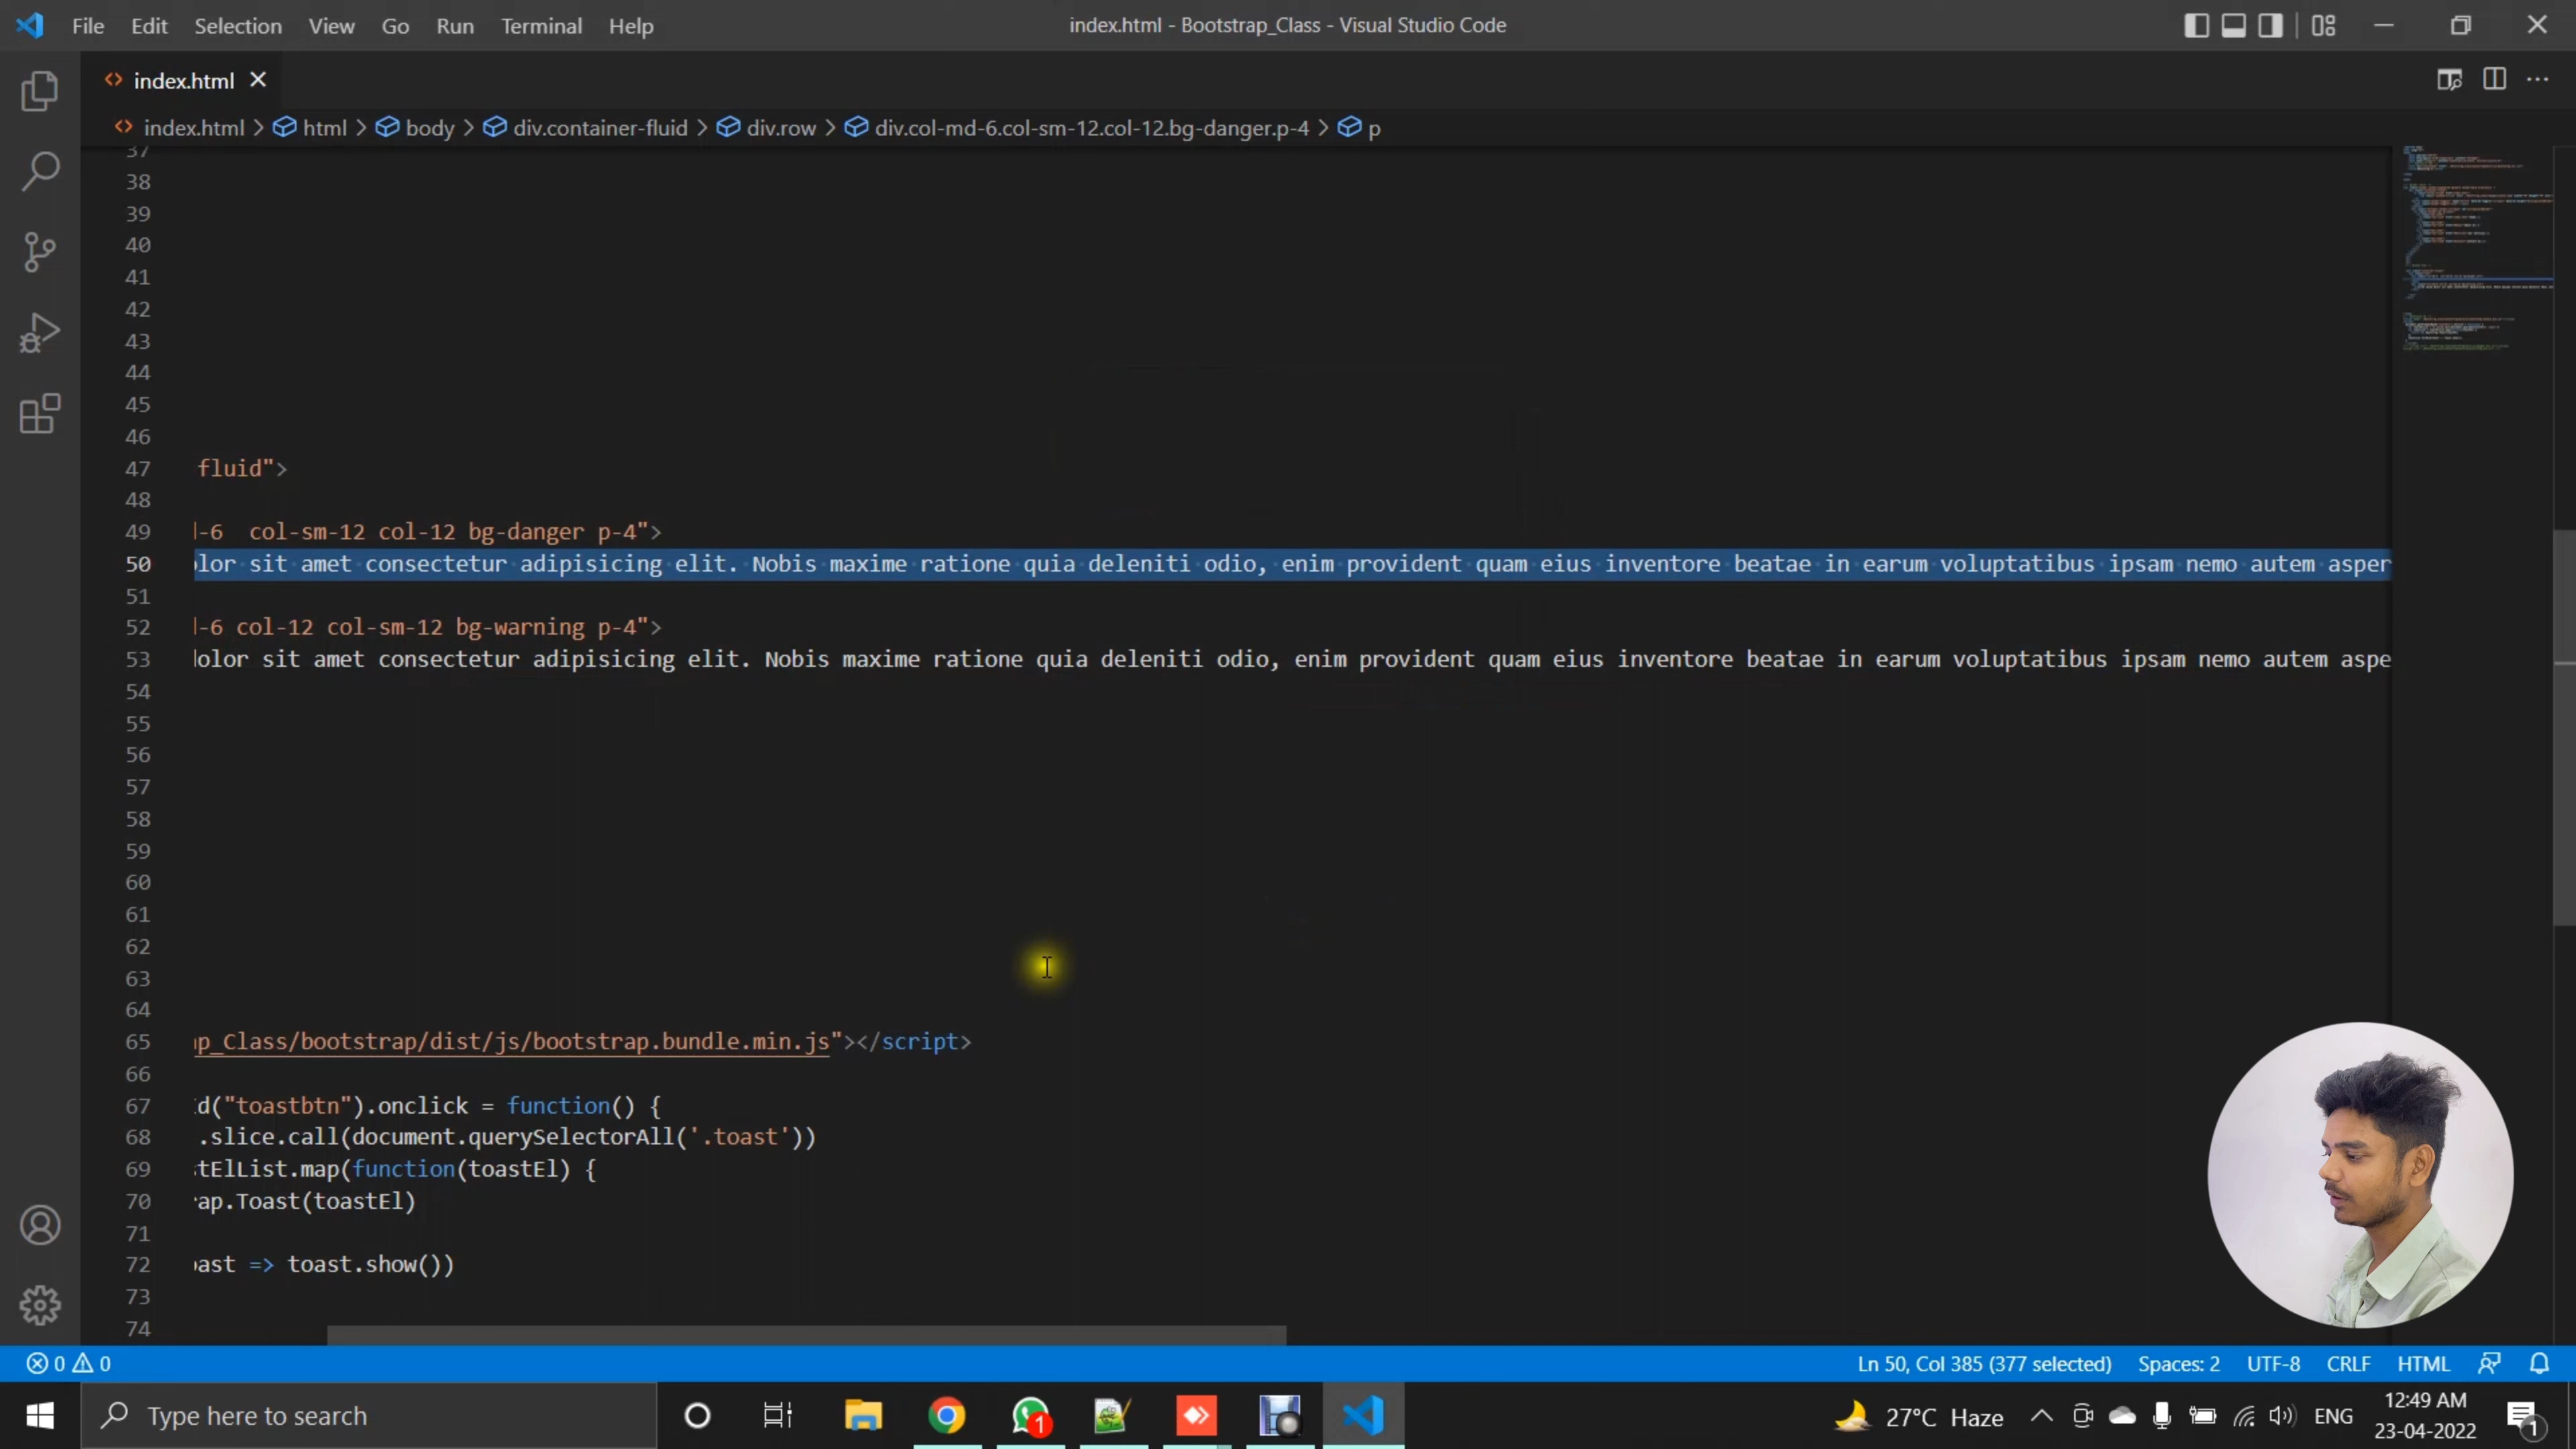 File Edit Selection View Go Run Terminal Help
index.html - Bootstrap_Class - Visual Studio Code
index.html
index.html > html > body > div.container-fluid > div.row > div.col-md-6.col-sm-12.col-12.bg-danger.p-4 > p
37
38
39
40
41
42
43
44
45
46
47 fluid">
48
49 -6  col-sm-12 col-12 bg-danger p-4">
50 lor sit amet consectetur adipisicing elit. Nobis maxime ratione quia deleniti odio, enim provident quam eius inventore beatae in earum voluptatibus ipsam nemo autem asper
51
52 -6 col-12 col-sm-12 bg-warning p-4">
53 olor sit amet consectetur adipisicing elit. Nobis maxime ratione quia deleniti odio, enim provident quam eius inventore beatae in earum voluptatibus ipsam nemo autem aspe
54
55
56
57
58
59
60
61
62
63
64
65 p_Class/bootstrap/dist/js/bootstrap.bundle.min.js"></script>
66
67 d("toastbtn").onclick = function() {
68 .slice.call(document.querySelectorAll('.toast'))
69 tElList.map(function(toastEl) {
70 ap.Toast(toastEl)
71
72 ast => toast.show())
73
74
0 0
Ln 50, Col 385 (377 selected) Spaces: 2 UTF-8 CRLF HTML
Type here to search
1
27°C Haze
ENG
12:49 AM
23-04-2022
1